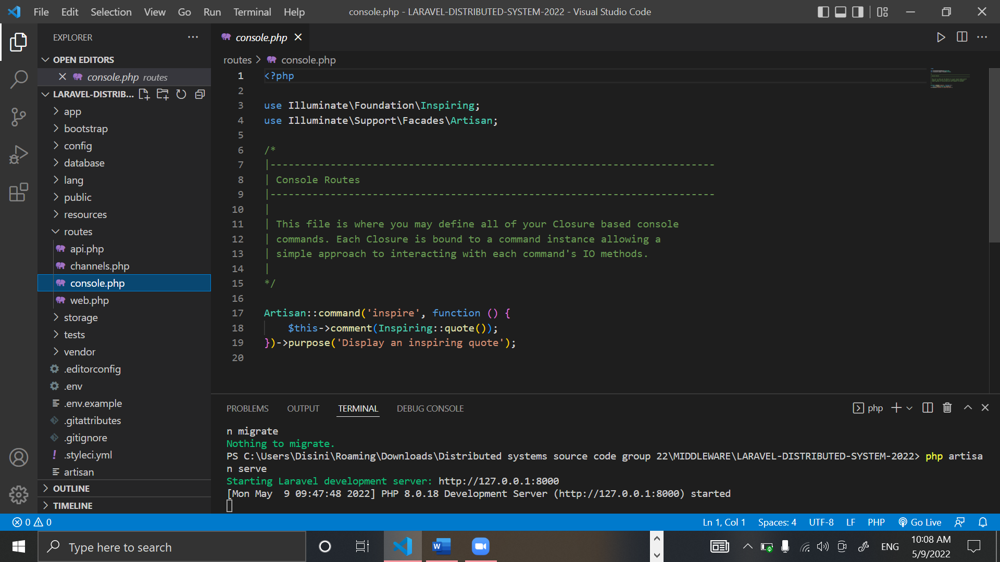 File Edit Selection View Go Run Terminal Help
console.php - LARAVEL-DISTRIBUTED-SYSTEM-2022 - Visual Studio Code
EXPLORER
OPEN EDITORS
console.php routes
LARAVEL-DISTRIB...
app
bootstrap
config
database
lang
public
resources
routes
api.php
channels.php
console.php
web.php
storage
tests
vendor
.editorconfig
.env
.env.example
.gitattributes
.gitignore
.styleci.yml
artisan
OUTLINE
TIMELINE
console.php
routes > console.php
1 <?php
2
3 use Illuminate\Foundation\Inspiring;
4 use Illuminate\Support\Facades\Artisan;
5
6 /*
7 |--------------------------------------------------------------------------
8 | Console Routes
9 |--------------------------------------------------------------------------
10 |
11 | This file is where you may define all of your Closure based console
12 | commands. Each Closure is bound to a command instance allowing a
13 | simple approach to interacting with each command's IO methods.
14 |
15 */
16
17 Artisan::command('inspire', function () {
18     $this->comment(Inspiring::quote());
19 })->purpose('Display an inspiring quote');
20
PROBLEMS OUTPUT TERMINAL DEBUG CONSOLE
php
n migrate
Nothing to migrate.
PS C:\Users\Disini\Roaming\Downloads\Distributed systems source code group 22\MIDDLEWARE\LARAVEL-DISTRIBUTED-SYSTEM-2022> php artisa
n serve
Starting Laravel development server: http://127.0.0.1:8000
[Mon May  9 09:47:48 2022] PHP 8.0.18 Development Server (http://127.0.0.1:8000) started
0 0
Ln 1, Col 1 Spaces: 4 UTF-8 LF PHP Go Live
Type here to search
ENG
10:08 AM
5/9/2022